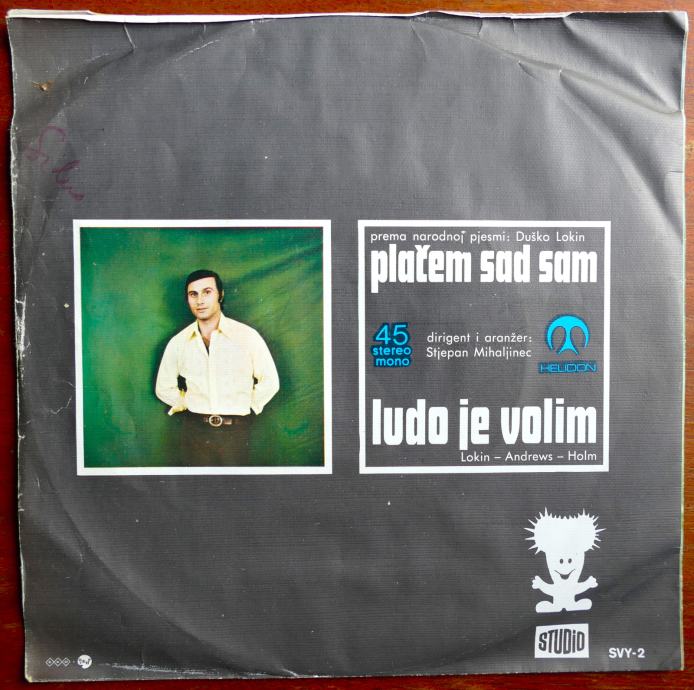 prema narodnoj pjesmi: Duško Lokin
plačem sad sam
45
stereo
mono
dirigent i aranžer:
Stjepan Mihaljinec
HELIDON
ludo je volim
Lokin – Andrews – Holm
STUDIO
SVY-2